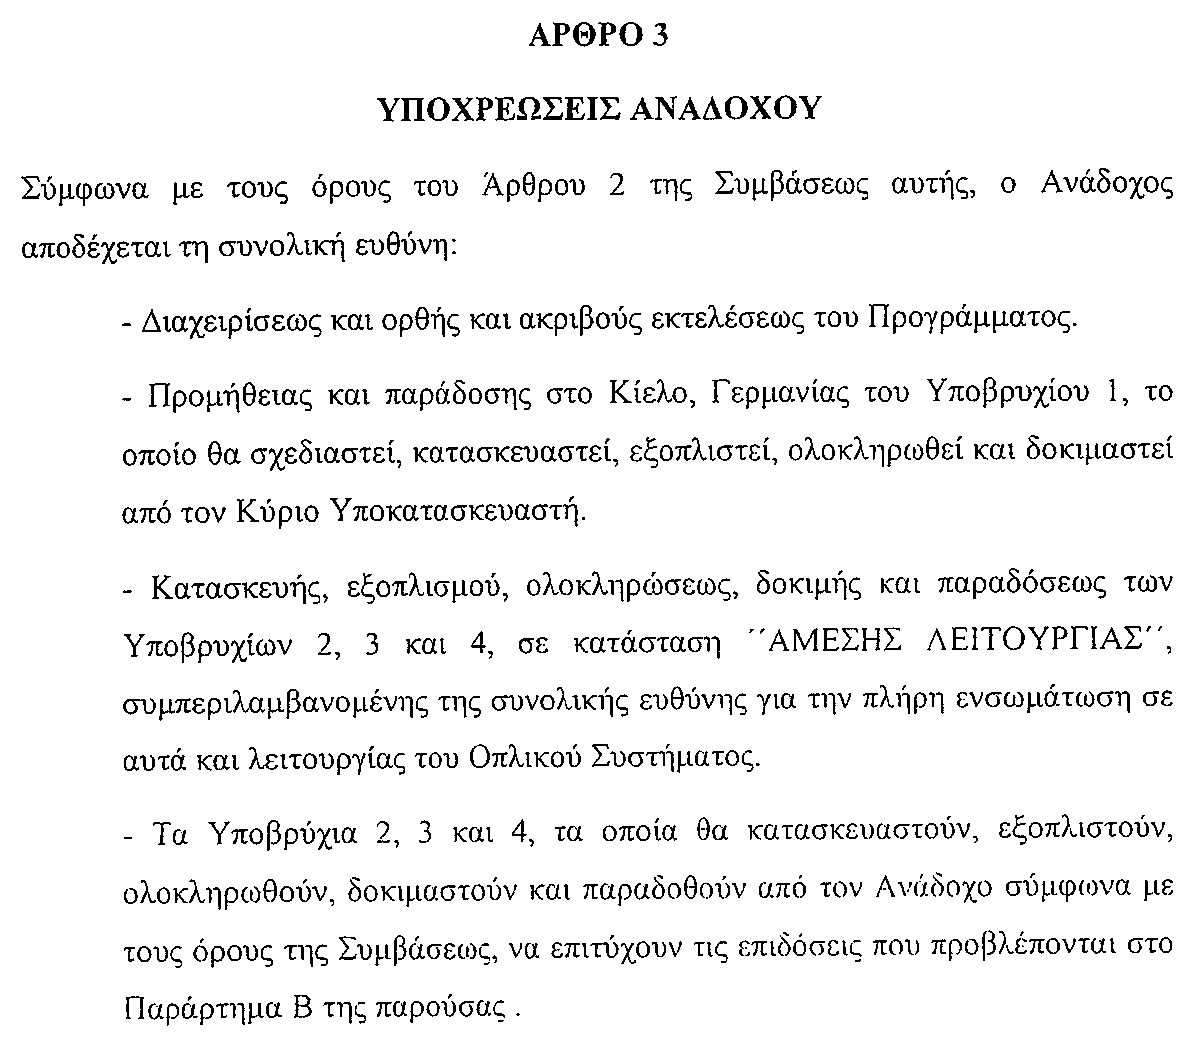 ΑΡΘΡΟ 3
ΥΠΟΧΡΕΩΣΕΙΣ ΑΝΑΔΟΧΟΥ
Σύμφωνα με τους όρους του Άρθρου 2 της Συμβάσεως αυτής, ο Ανάδοχος
αποδέχεται τη συνολική ευθύνη:
- Διαχειρίσεως και ορθής και ακριβούς εκτελέσεως του Προγράμματος.
- Προμήθειας και παράδοσης στο Κίελο, Γερμανίας του Υποβρυχίου 1, το
οποίο θα σχεδιαστεί, κατασκευαστεί, εξοπλιστεί, ολοκληρωθεί και δοκιμαστεί
από τον Κύριο Υποκατασκευαστή.
- Κατασκευής, εξοπλισμού, ολοκληρώσεως, δοκιμής και παραδόσεως των
Υποβρυχίων 2, 3 και 4, σε κατάσταση ΄΄ΑΜΕΣΗΣ ΛΕΙΤΟΥΡΓΙΑΣ΄΄,
συμπεριλαμβανομένης της συνολικής ευθύνης για την πλήρη ενσωμάτωση σε
αυτά και λειτουργίας του Οπλικού Συστήματος.
- Τα Υποβρύχια 2, 3 και 4, τα οποία θα κατασκευαστούν, εξοπλιστούν,
ολοκληρωθούν, δοκιμαστούν και παραδοθούν από τον Ανάδοχο σύμφωνα με
τους όρους της Συμβάσεως, να επιτύχουν τις επιδόσεις που προβλέπονται στο
Παράρτημα Β της παρούσας .